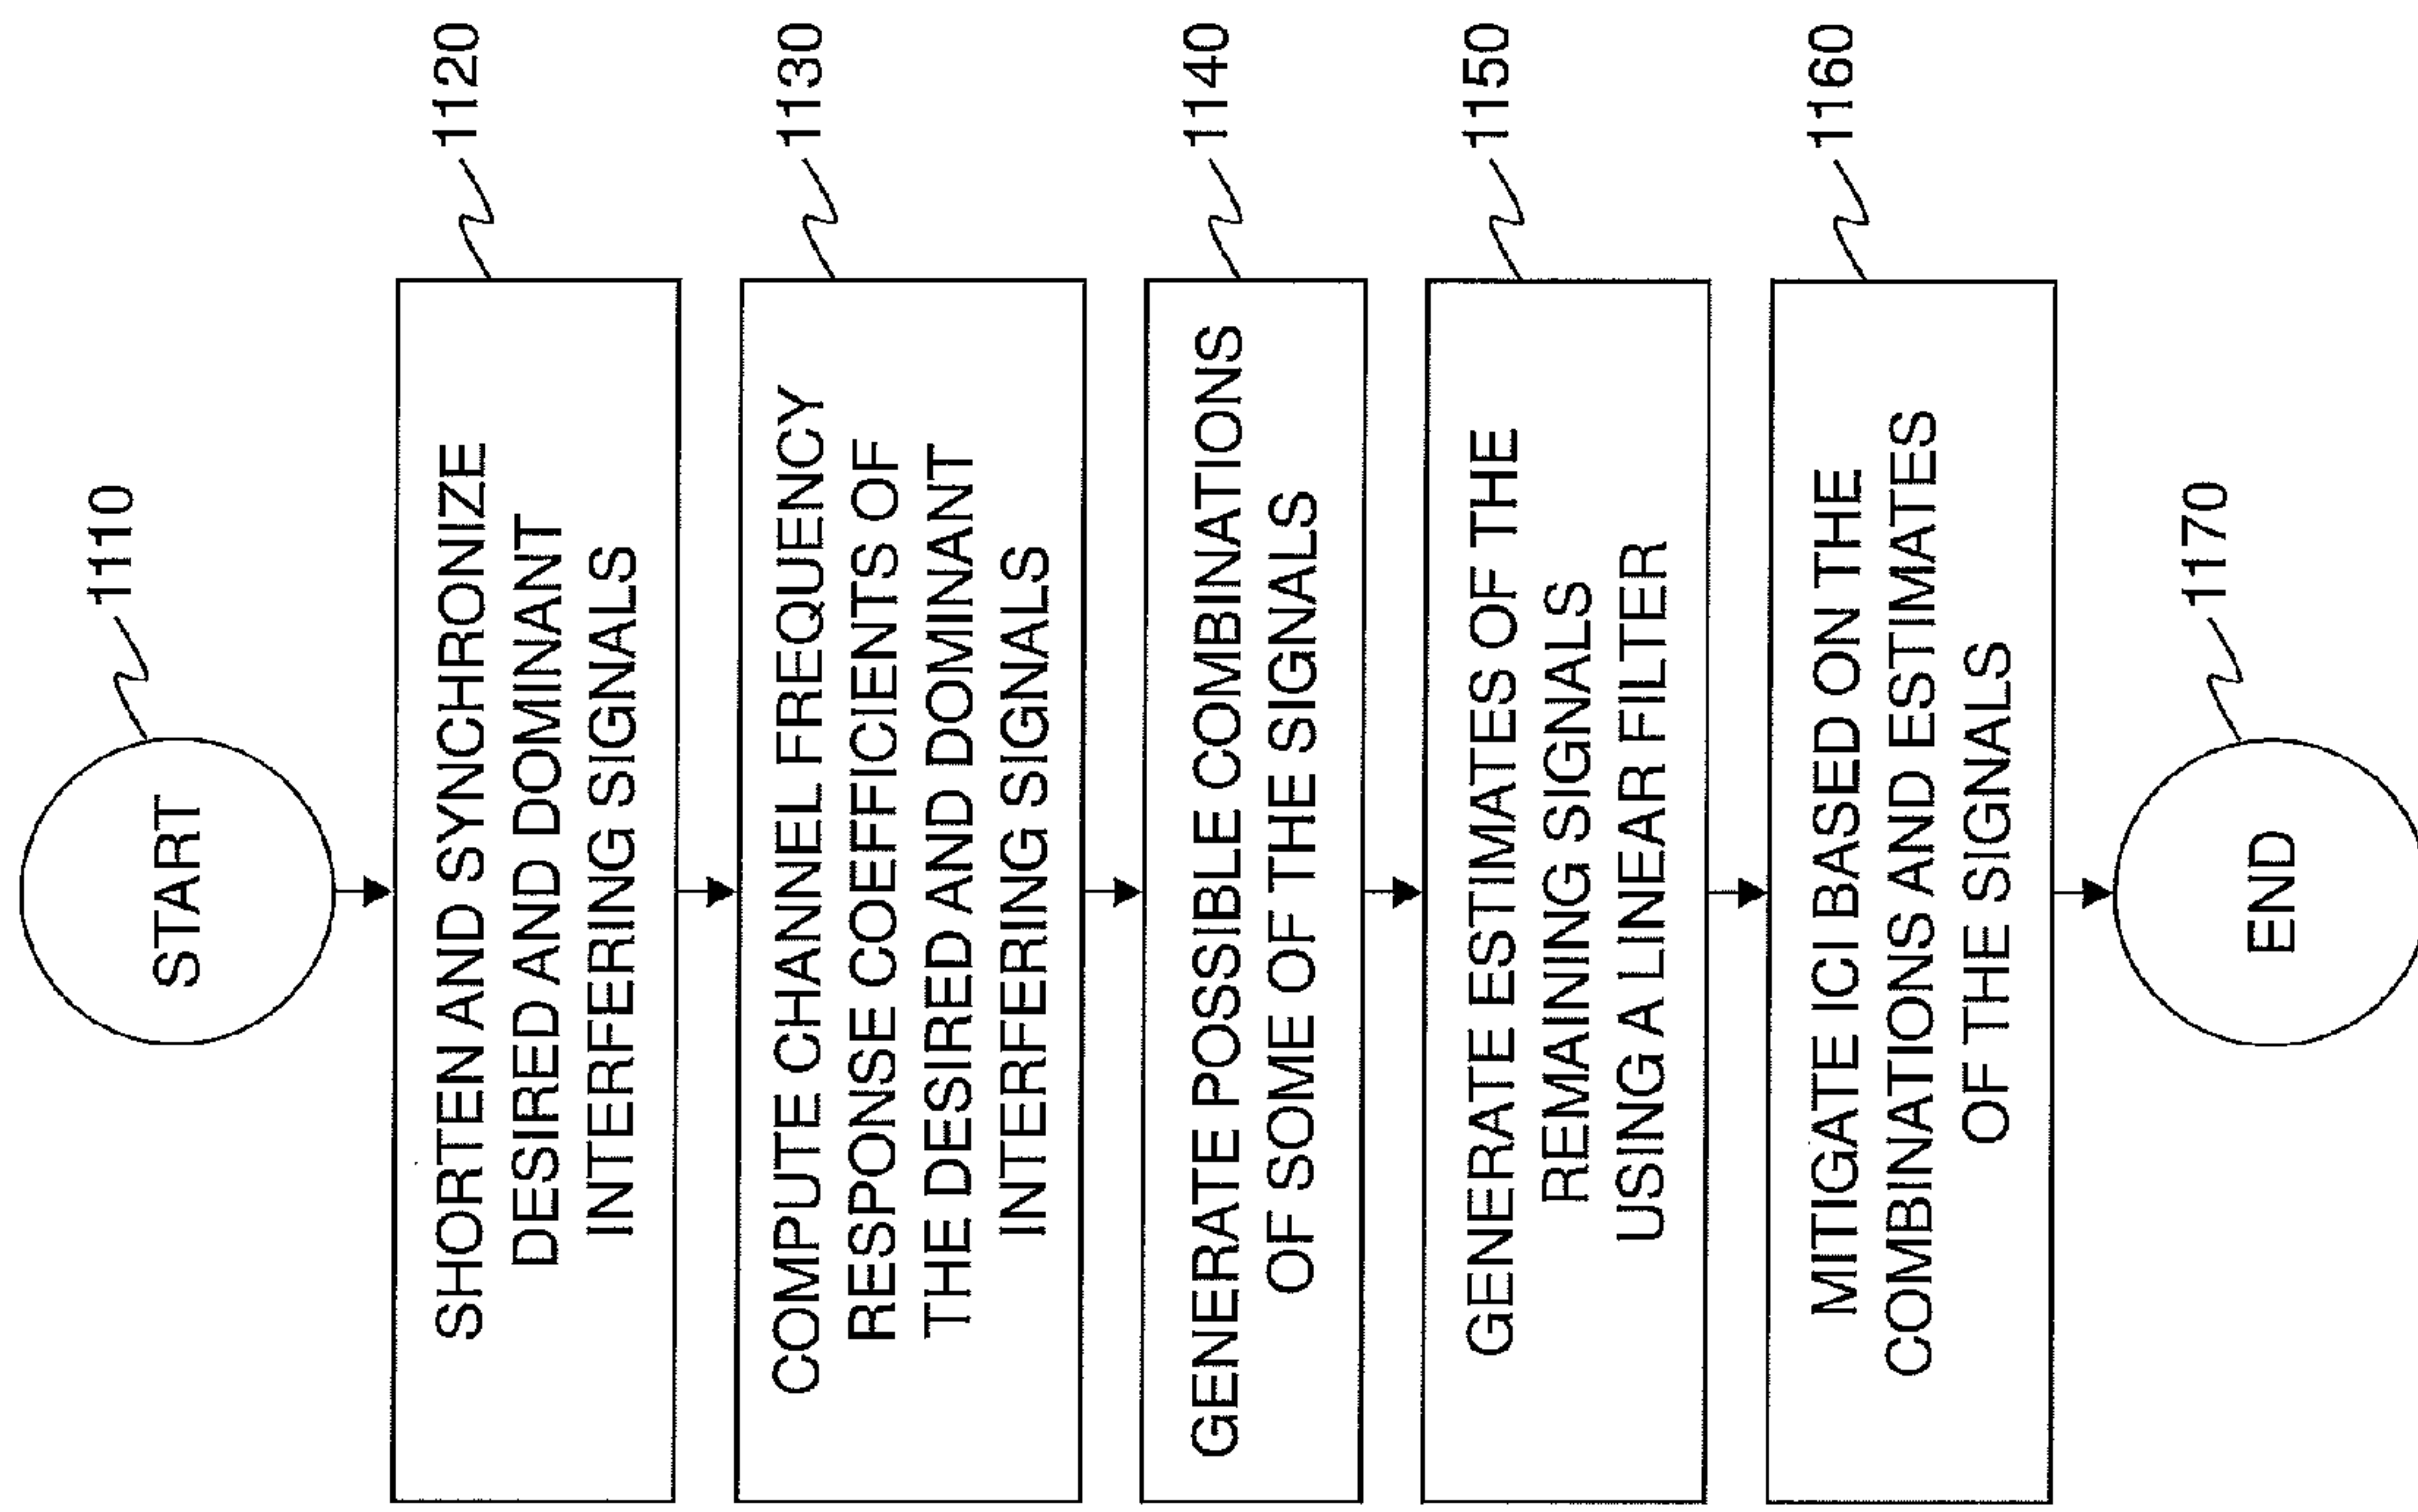 START
1110
SHORTEN AND SYNCHRONIZE
DESIRED AND DOMINANT
INTERFERING SIGNALS
1120
COMPUTE CHANNEL FREQUENCY
RESPONSE COEFFICIENTS OF
THE DESIRED AND DOMINANT
INTERFERING SIGNALS
1130
GENERATE POSSIBLE COMBINATIONS
OF SOME OF THE SIGNALS
1140
GENERATE ESTIMATES OF THE
REMAINING SIGNALS
USING A LINEAR FILTER
1150
MITIGATE ICI BASED ON THE
COMBINATIONS AND ESTIMATES
OF THE SIGNALS
1160
END
1170